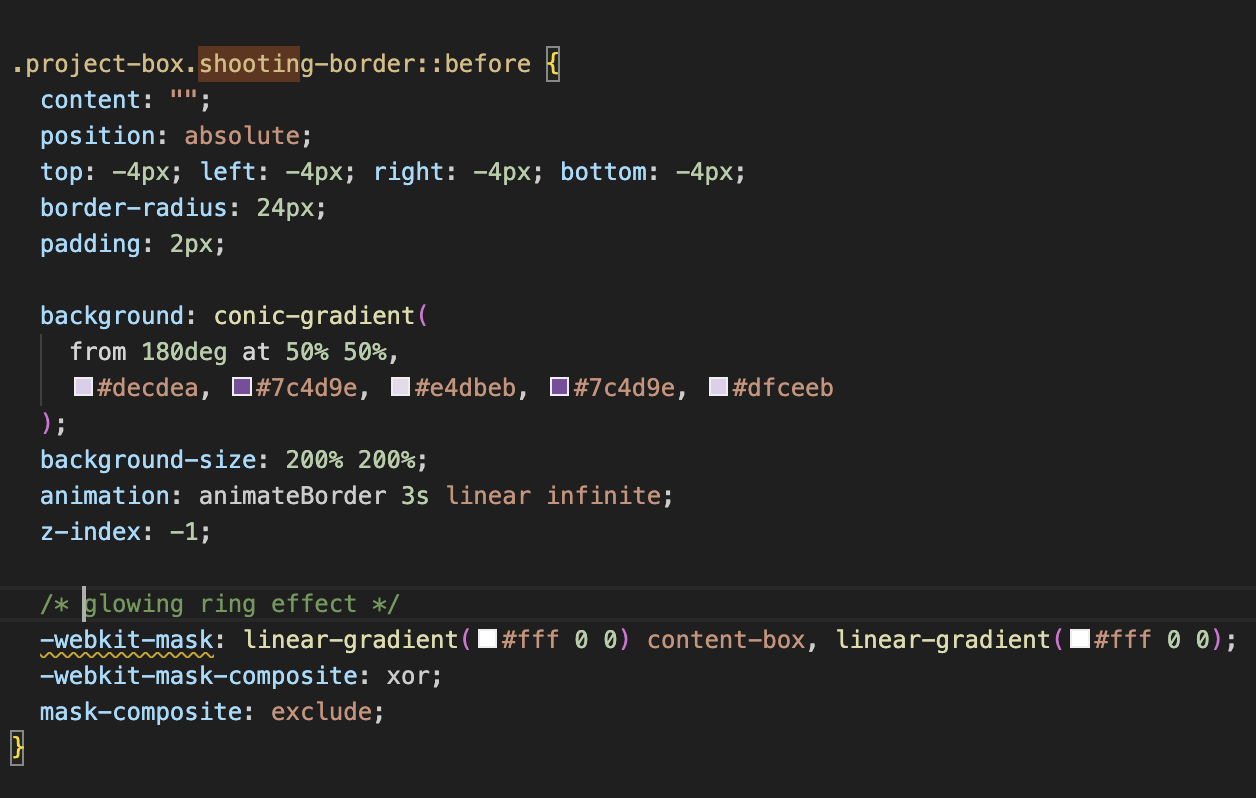 .project-box.shooting-border::before {
  content: "";
  position: absolute;
  top: -4px; left: -4px; right: -4px; bottom: -4px;
  border-radius: 24px;
  padding: 2px;
  background: conic-gradient(
    from 180deg at 50% 50%,
    #decdea, #7c4d9e, #e4dbeb, #7c4d9e, #dfceeb
  );
  background-size: 200% 200%;
  animation: animateBorder 3s linear infinite;
  z-index: -1;
  /* glowing ring effect */
  -webkit-mask: linear-gradient(#fff 0 0) content-box, linear-gradient(#fff 0 0);
  -webkit-mask-composite: xor;
  mask-composite: exclude;
}